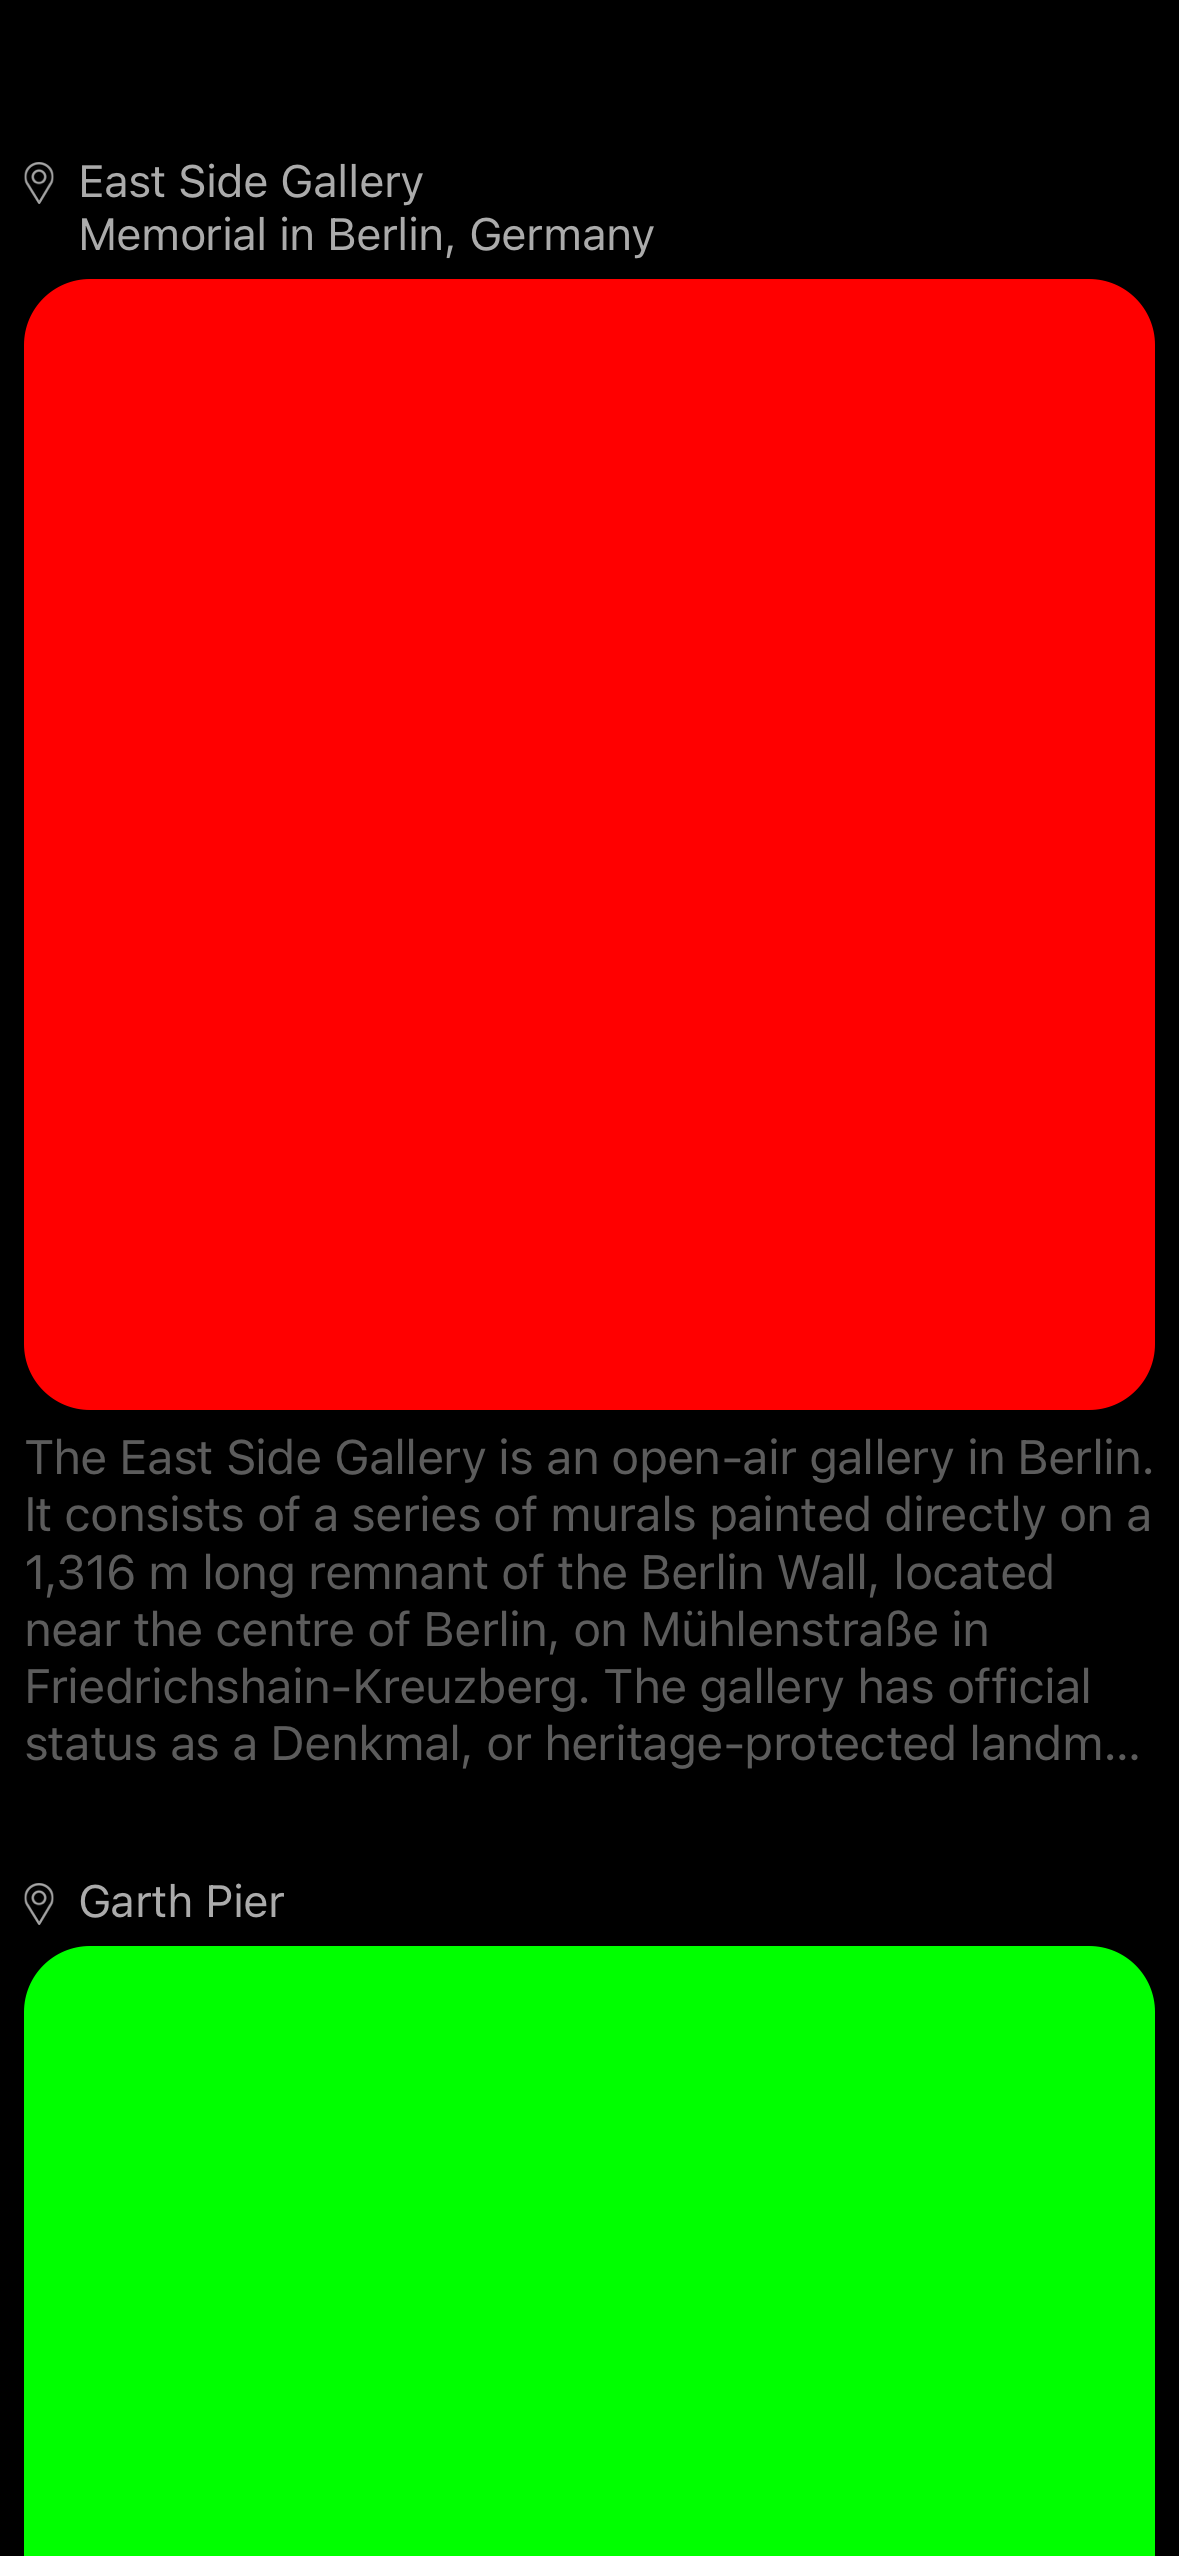 East Side Gallery
Memorial in Berlin, Germany
The East Side Gallery is an open-air gallery in Berlin.
It consists of a series of murals painted directly on a
1,316 m long remnant of the Berlin Wall, located
near the centre of Berlin, on Mühlenstraße in
Friedrichshain-Kreuzberg. The gallery has official
status as a Denkmal, or heritage-protected landm...
Garth Pier